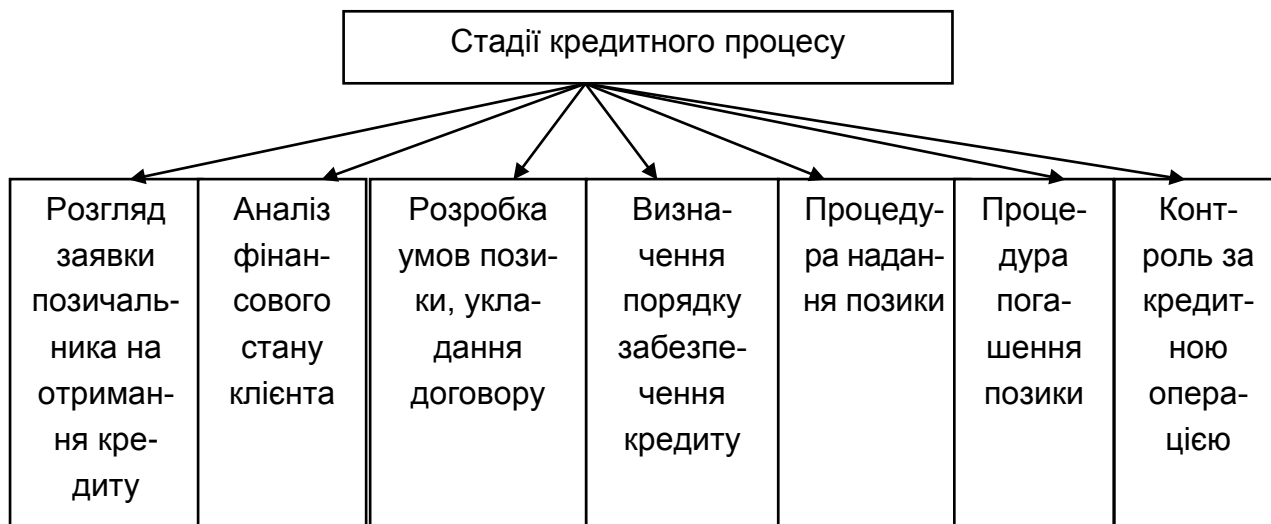 Стадії кредитного процесу
Розгляд
заявки
позичаль-
ника на
отриман-
ня кре-
диту
Аналіз
фінан-
сового
стану
клієнта
Розробка
умов пози-
ки, укла-
дання
договору
Визна-
чення
порядку
забезпе-
чення
кредиту
Процеду-
ра надан-
ня позики
Проце-
дура
пога-
шення
позики
Конт-
роль за
кредит-
ною
опера-
цією